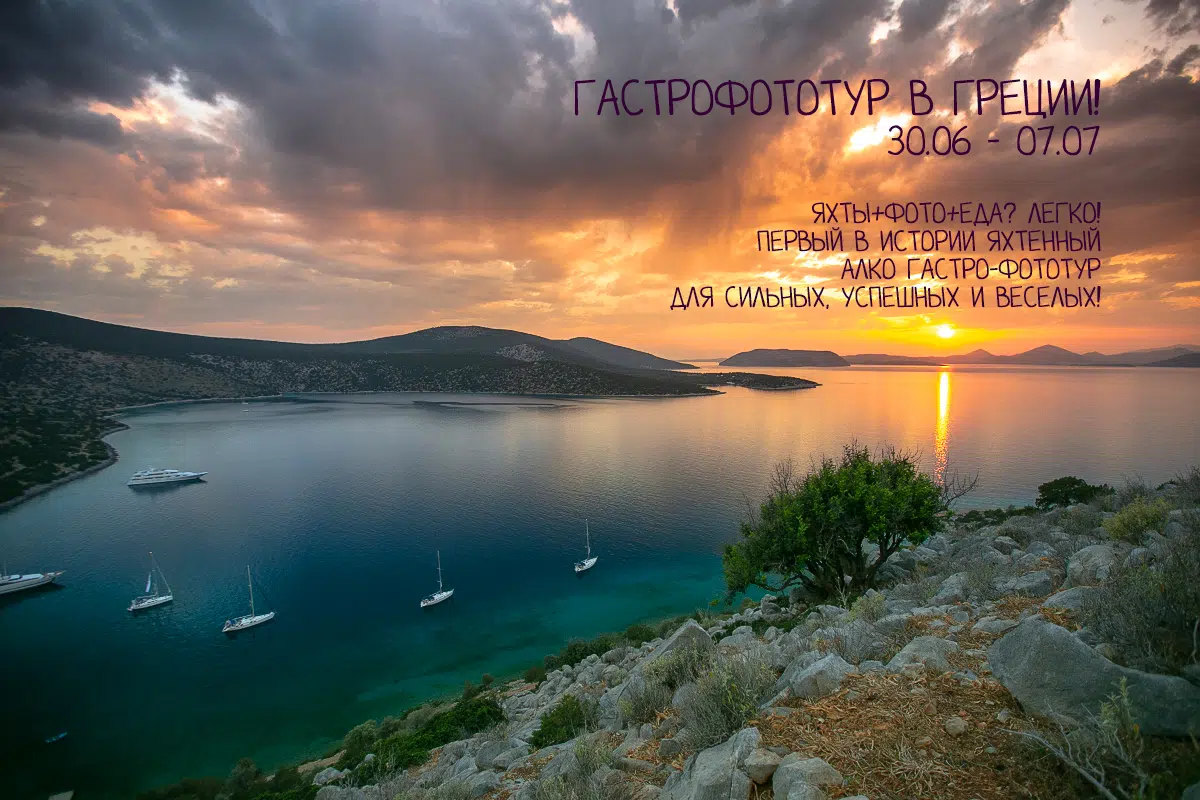 ГАСТРОФОТОТУР В ГРЕЦИИ!
30.06 - 07.07
ЯХТЫ+ФОТО+ЕДА? ЛЕГКО!
ПЕРВЫЙ В ИСТОРИИ ЯХТЕННЫЙ
АЛКО ГАСТРО-ФОТОТУР
ДЛЯ СИЛЬНЫХ, УСПЕШНЫХ И ВЕСЕЛЫХ!